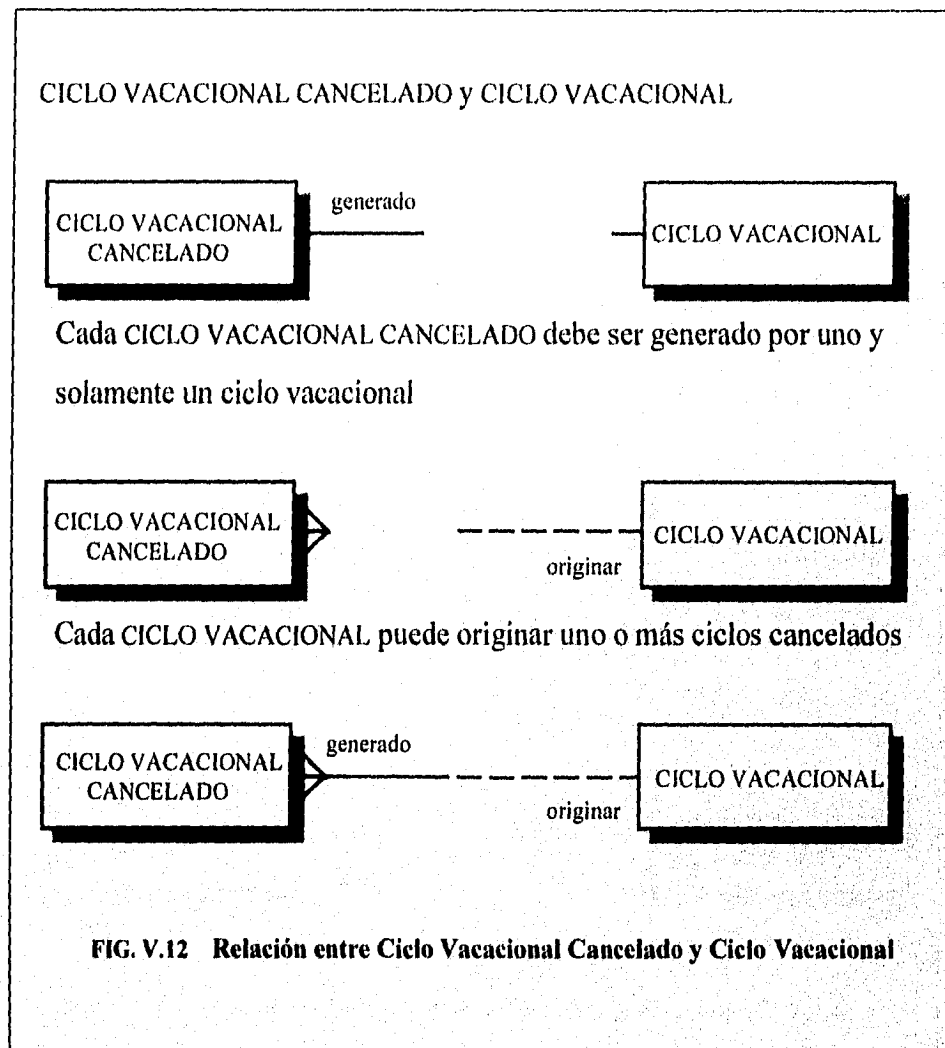 CICLO VACACIONAL CANCELADO y CICLO VACACIONAL
generado
CICLO VACACIONAL
CANCELADO
CICLO VACACIONAL
Cada CICLO VACACIONAL CANCELADO debe ser generado por uno y
solamente un ciclo vacacional
CICLO VACACIONAL
CANCELADO
CICLO VACACIONAL
originar
Cada CICLO VACACIONAL puede originar uno o más ciclos cancelados
generado
CICLO VACACIONAL
CANCELADO
CICLO VACACIONAL
originar
FIG. V.12 Relación entre Ciclo Vacacional Cancelado y Ciclo Vacacional